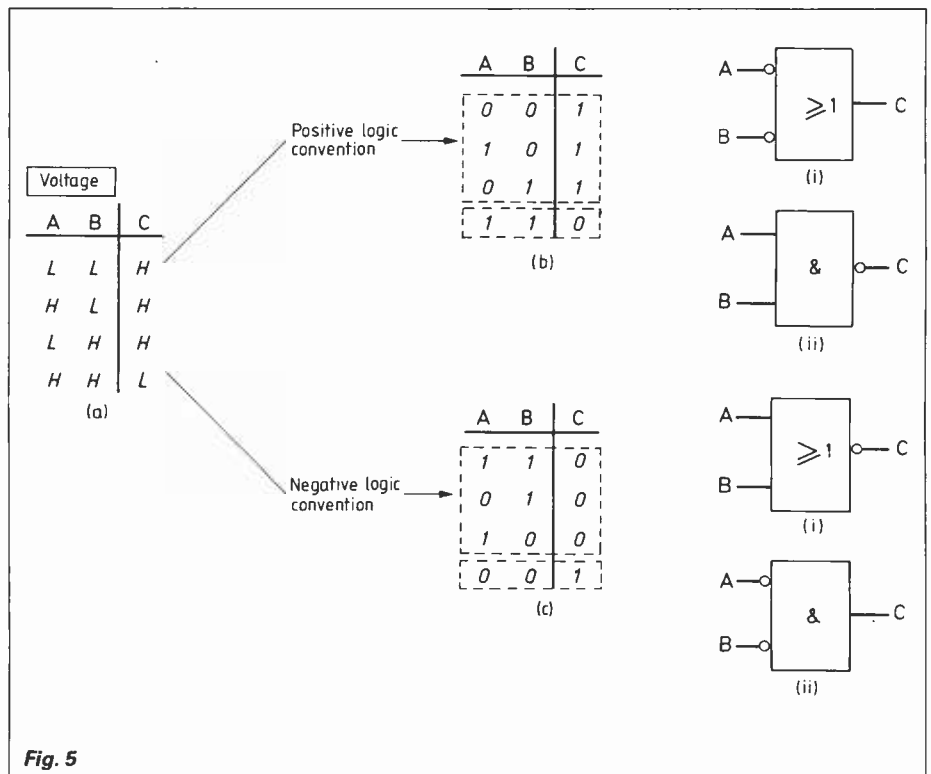 Voltage
A B C
L L H
H L H
L H H
H H L
(a)
Positive logic
convention
A B C
0 0 1
1 0 1
0 1 1
1 1 0
(b)
Negative logic
convention
A B C
1 1 0
0 1 0
1 0 0
0 0 1
(c)
A
B
≥1
C
(i)
A
B
&
C
(ii)
A
B
≥1
C
(i)
A
B
&
C
(ii)
Fig. 5